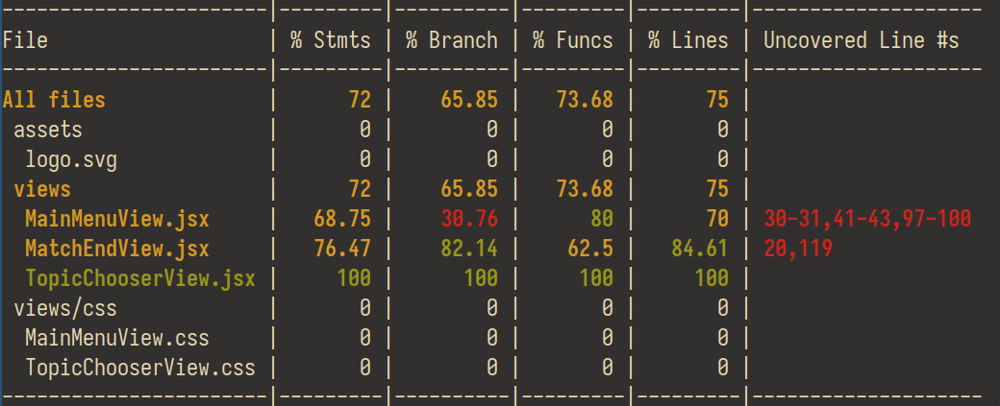 ----------------------|---------|----------|---------|---------|--------------------
File                  | % Stmts | % Branch | % Funcs | % Lines | Uncovered Line #s
----------------------|---------|----------|---------|---------|--------------------
All files             |      72 |    65.85 |   73.68 |      75 |
 assets               |       0 |        0 |       0 |       0 |
  logo.svg            |       0 |        0 |       0 |       0 |
 views                |      72 |    65.85 |   73.68 |      75 |
  MainMenuView.jsx    |   68.75 |    30.76 |      80 |      70 | 30-31,41-43,97-100
  MatchEndView.jsx    |   76.47 |    82.14 |    62.5 |   84.61 | 20,119
  TopicChooserView.jsx |     100 |      100 |     100 |     100 |
 views/css            |       0 |        0 |       0 |       0 |
  MainMenuView.css    |       0 |        0 |       0 |       0 |
  TopicChooserView.css |       0 |        0 |       0 |       0 |
----------------------|---------|----------|---------|---------|--------------------